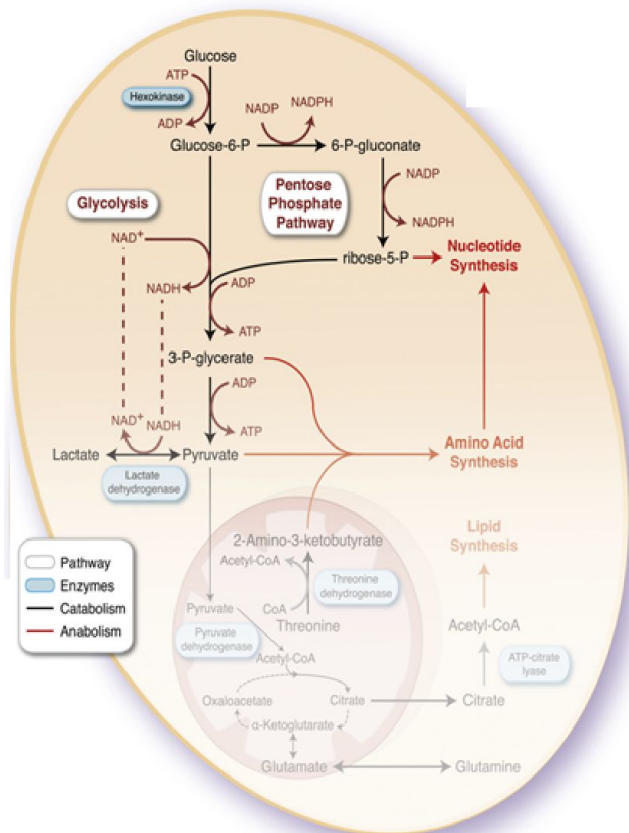 Glucose
ATP
Hexokinase
ADP
NADP
NADPH
Glucose-6-P
6-P-gluconate
Glycolysis
Pentose
Phosphate
Pathway
NADP
NADPH
NAD+
ribose-5-P
Nucleotide
Synthesis
NADH
ADP
ATP
3-P-glycerate
ADP
NAD+
NADH
ATP
Lactate
Pyruvate
Amino Acid
Synthesis
Lactate
dehydrogenase
2-Amino-3-ketobutyrate
Lipid
Synthesis
Acetyl-CoA
Threonine
dehydrogenase
Pathway
Enzymes
Catabolism
Anabolism
Pyruvate
CoA
Threonine
Acetyl-CoA
Pyruvate
dehydrogenase
Acetyl-CoA
ATP-citrate
lyase
Oxaloacetate
Citrate
Citrate
α-Ketoglutarate
Glutamate
Glutamine